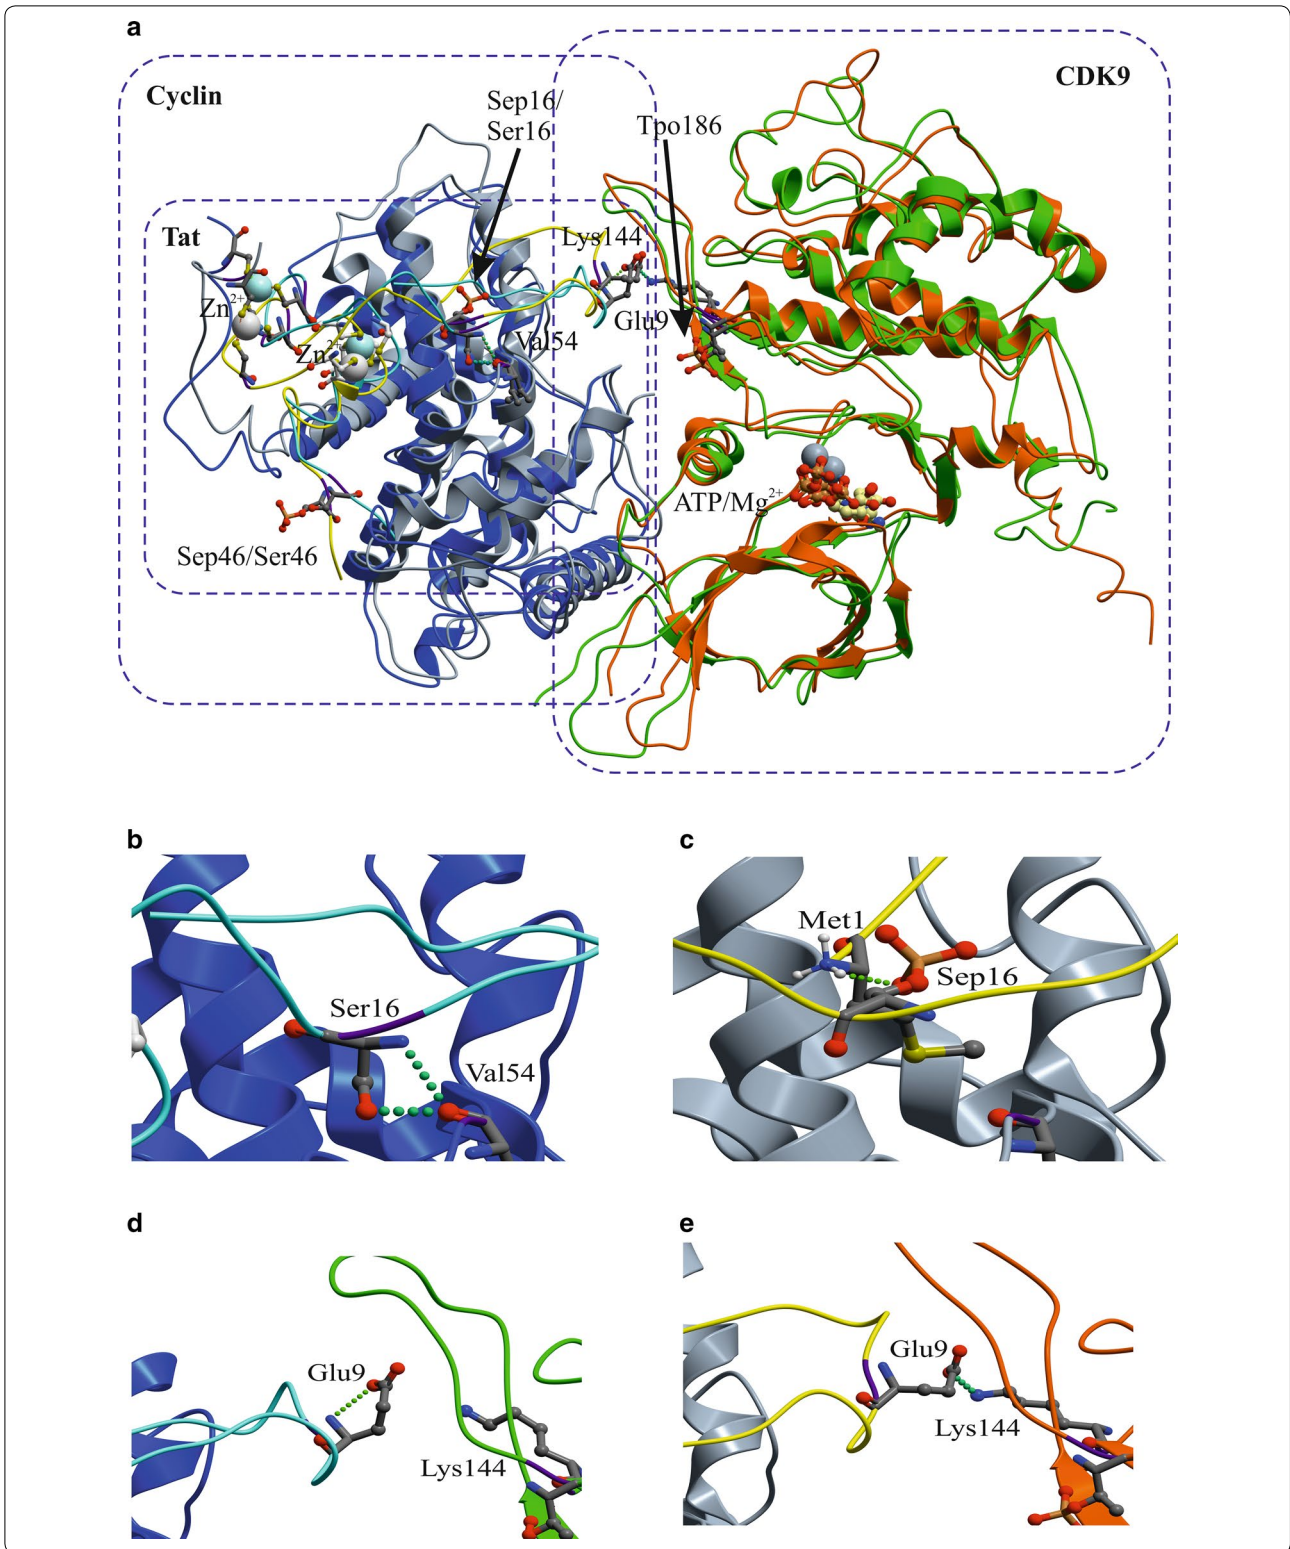 a
Cyclin
CDK9
Sep16/
Ser16
Tpo186
Tat
Lys144
Zn2+
Glu9
Val54
Zn2+
ATP/Mg2+
Sep46/Ser46
b
c
Met1
Sep16
Ser16
Val54
d
e
Glu9
Glu9
Lys144
Lys144